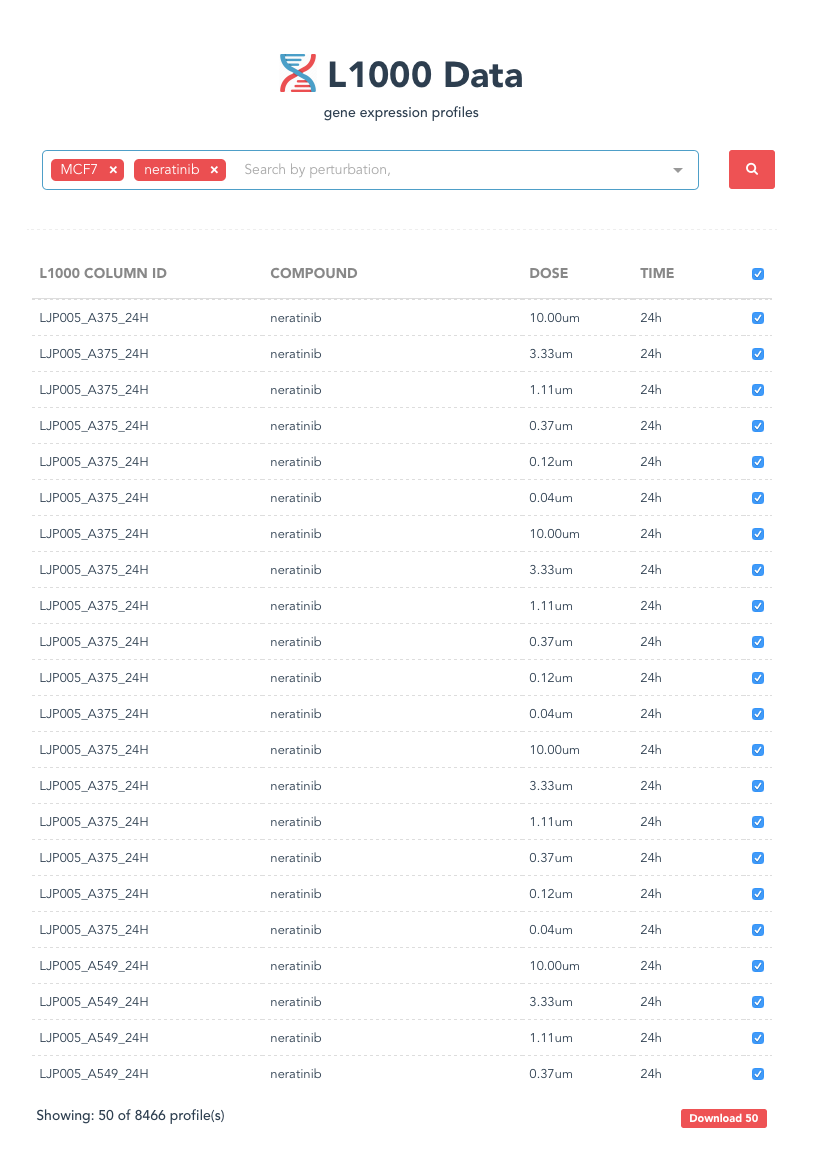 L1000 Data
gene expression profiles
MCF7 × neratinib × Search by perturbation,
L1000 COLUMN ID COMPOUND DOSE TIME
LJP005_A375_24H neratinib 10.00um 24h
LJP005_A375_24H neratinib 3.33um 24h
LJP005_A375_24H neratinib 1.11um 24h
LJP005_A375_24H neratinib 0.37um 24h
LJP005_A375_24H neratinib 0.12um 24h
LJP005_A375_24H neratinib 0.04um 24h
LJP005_A375_24H neratinib 10.00um 24h
LJP005_A375_24H neratinib 3.33um 24h
LJP005_A375_24H neratinib 1.11um 24h
LJP005_A375_24H neratinib 0.37um 24h
LJP005_A375_24H neratinib 0.12um 24h
LJP005_A375_24H neratinib 0.04um 24h
LJP005_A375_24H neratinib 10.00um 24h
LJP005_A375_24H neratinib 3.33um 24h
LJP005_A375_24H neratinib 1.11um 24h
LJP005_A375_24H neratinib 0.37um 24h
LJP005_A375_24H neratinib 0.12um 24h
LJP005_A375_24H neratinib 0.04um 24h
LJP005_A549_24H neratinib 10.00um 24h
LJP005_A549_24H neratinib 3.33um 24h
LJP005_A549_24H neratinib 1.11um 24h
LJP005_A549_24H neratinib 0.37um 24h
Showing: 50 of 8466 profile(s) Download 50